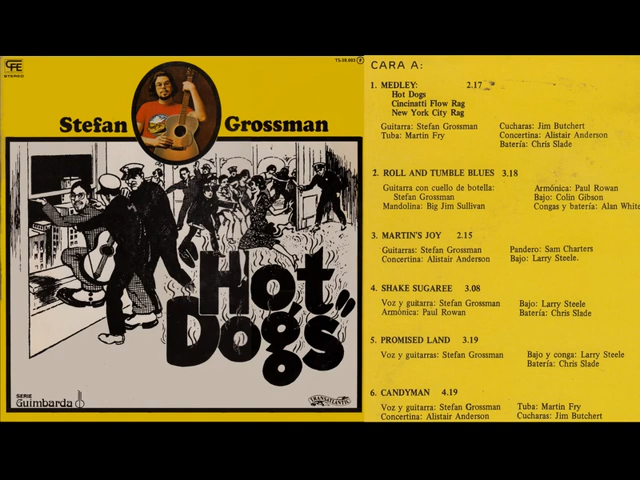 CFE
STEREO
TS-38.002
Stefan Grossman
Hot
Dogs"
SERIE
Guimbarda
TRANSATLANTIC
CARA A:
1. MEDLEY: 2.17
Hot Dogs
Cincinatti Flow Rag
New York City Rag
Guitarra: Stefan Grossman
Tuba: Martin Fry
Cucharas: Jim Butchert
Concertina: Alistair Anderson
Batería: Chris Slade
2. ROLL AND TUMBLE BLUES 3.18
Guitarra con cuello de botella:
Stefan Grossman
Mandolina: Big Jim Sullivan
Armónica: Paul Rowan
Bajo: Colin Gibson
Congas y batería: Alan White
3. MARTIN'S JOY 2.15
Guitarras: Stefan Grossman
Concertina: Alistair Anderson
Pandero: Sam Charters
Bajo: Larry Steele.
4. SHAKE SUGAREE 3.08
Voz y guitarra: Stefan Grossman
Armónica: Paul Rowan
Bajo: Larry Steele
Batería: Chris Slade
5. PROMISED LAND 3.19
Voz y guitarras: Stefan Grossman
Bajo y conga: Larry Steele
Batería: Chris Slade
6. CANDYMAN 4.19
Voz y guitarra: Stefan Grossman
Concertina: Alistair Anderson
Tuba: Martin Fry
Cucharas: Jim Butchert